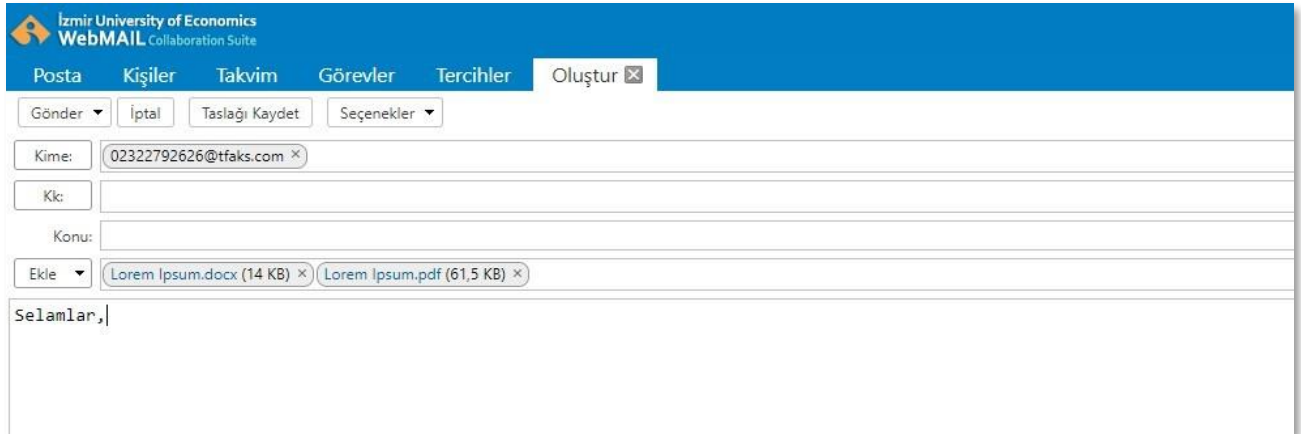 İzmir University of Economics
WebMAIL Collaboration Suite
Posta Kişiler Takvim Görevler Tercihler Oluştur
Gönder İptal Taslağı Kaydet Seçenekler
Kime: 02322792626@tfaks.com ×
Kk:
Konu:
Ekle Lorem Ipsum.docx (14 KB) × Lorem Ipsum.pdf (61,5 KB) ×
Selamlar,